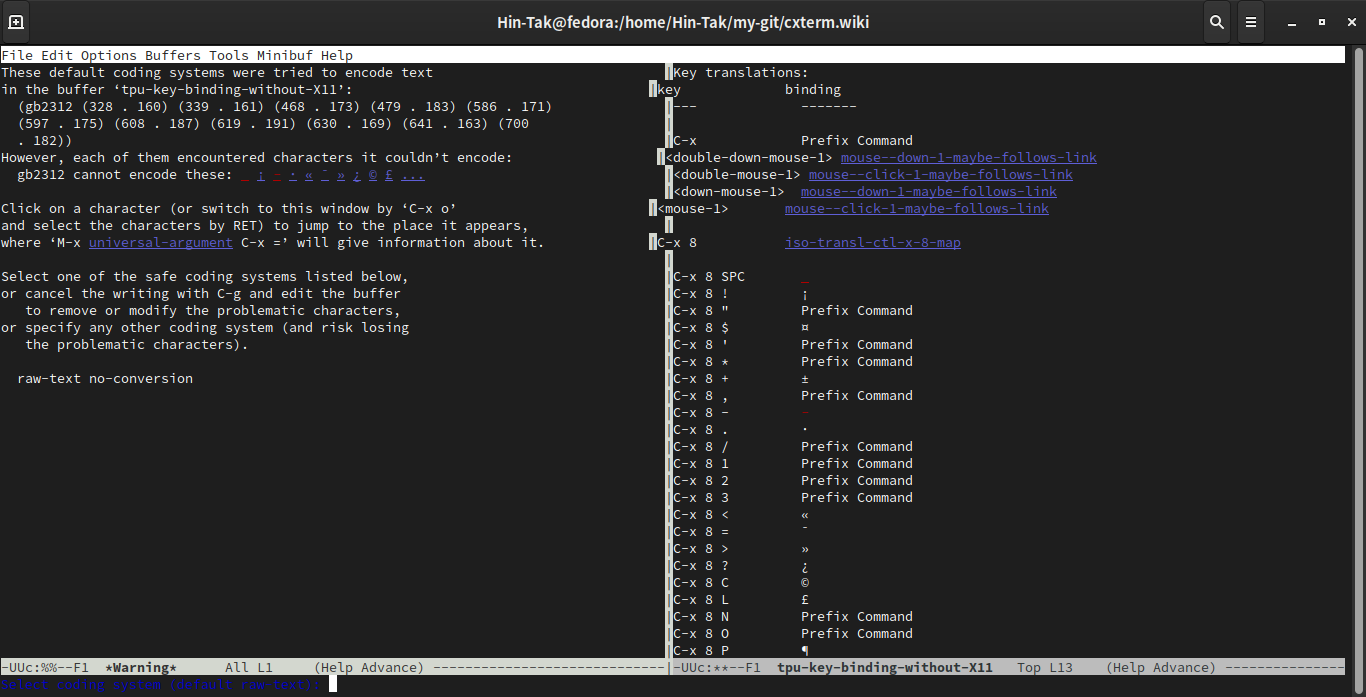 Hin-Tak@fedora:/home/Hin-Tak/my-git/cxterm.wiki
File Edit Options Buffers Tools Minibuf Help
These default coding systems were tried to encode text
in the buffer ‘tpu-key-binding-without-X11’:
(gb2312 (328 . 160) (339 . 161) (468 . 173) (479 . 183) (586 . 171)
(597 . 175) (608 . 187) (619 . 191) (630 . 169) (641 . 163) (700
. 182))
However, each of them encountered characters it couldn’t encode:
gb2312 cannot encode these: _ ¡ - · « ¯ » ¿ © £ ...
Click on a character (or switch to this window by ‘C-x o’
and select the characters by RET) to jump to the place it appears,
where ‘M-x universal-argument C-x =’ will give information about it.
Select one of the safe coding systems listed below,
or cancel the writing with C-g and edit the buffer
to remove or modify the problematic characters,
or specify any other coding system (and risk losing
the problematic characters).
raw-text no-conversion
-UUc:%%--F1 *Warning* All L1 (Help Advance) -----------------------------
Key translations:
key binding
--- -------
C-x Prefix Command
<double-down-mouse-1> mouse--down-1-maybe-follows-link
<double-mouse-1> mouse--click-1-maybe-follows-link
<down-mouse-1> mouse--down-1-maybe-follows-link
<mouse-1> mouse--click-1-maybe-follows-link
C-x 8 iso-transl-ctl-x-8-map
C-x 8 SPC _
C-x 8 ! ¡
C-x 8 " Prefix Command
C-x 8 $ ¤
C-x 8 ' Prefix Command
C-x 8 * Prefix Command
C-x 8 + ±
C-x 8 , Prefix Command
C-x 8 - -
C-x 8 . ·
C-x 8 / Prefix Command
C-x 8 1 Prefix Command
C-x 8 2 Prefix Command
C-x 8 3 Prefix Command
C-x 8 < «
C-x 8 = ¯
C-x 8 > »
C-x 8 ? ¿
C-x 8 C ©
C-x 8 L £
C-x 8 N Prefix Command
C-x 8 O Prefix Command
C-x 8 P ¶
-UUc:**--F1 tpu-key-binding-without-X11 Top L13 (Help Advance) ---------------
Select coding system (default raw-text):